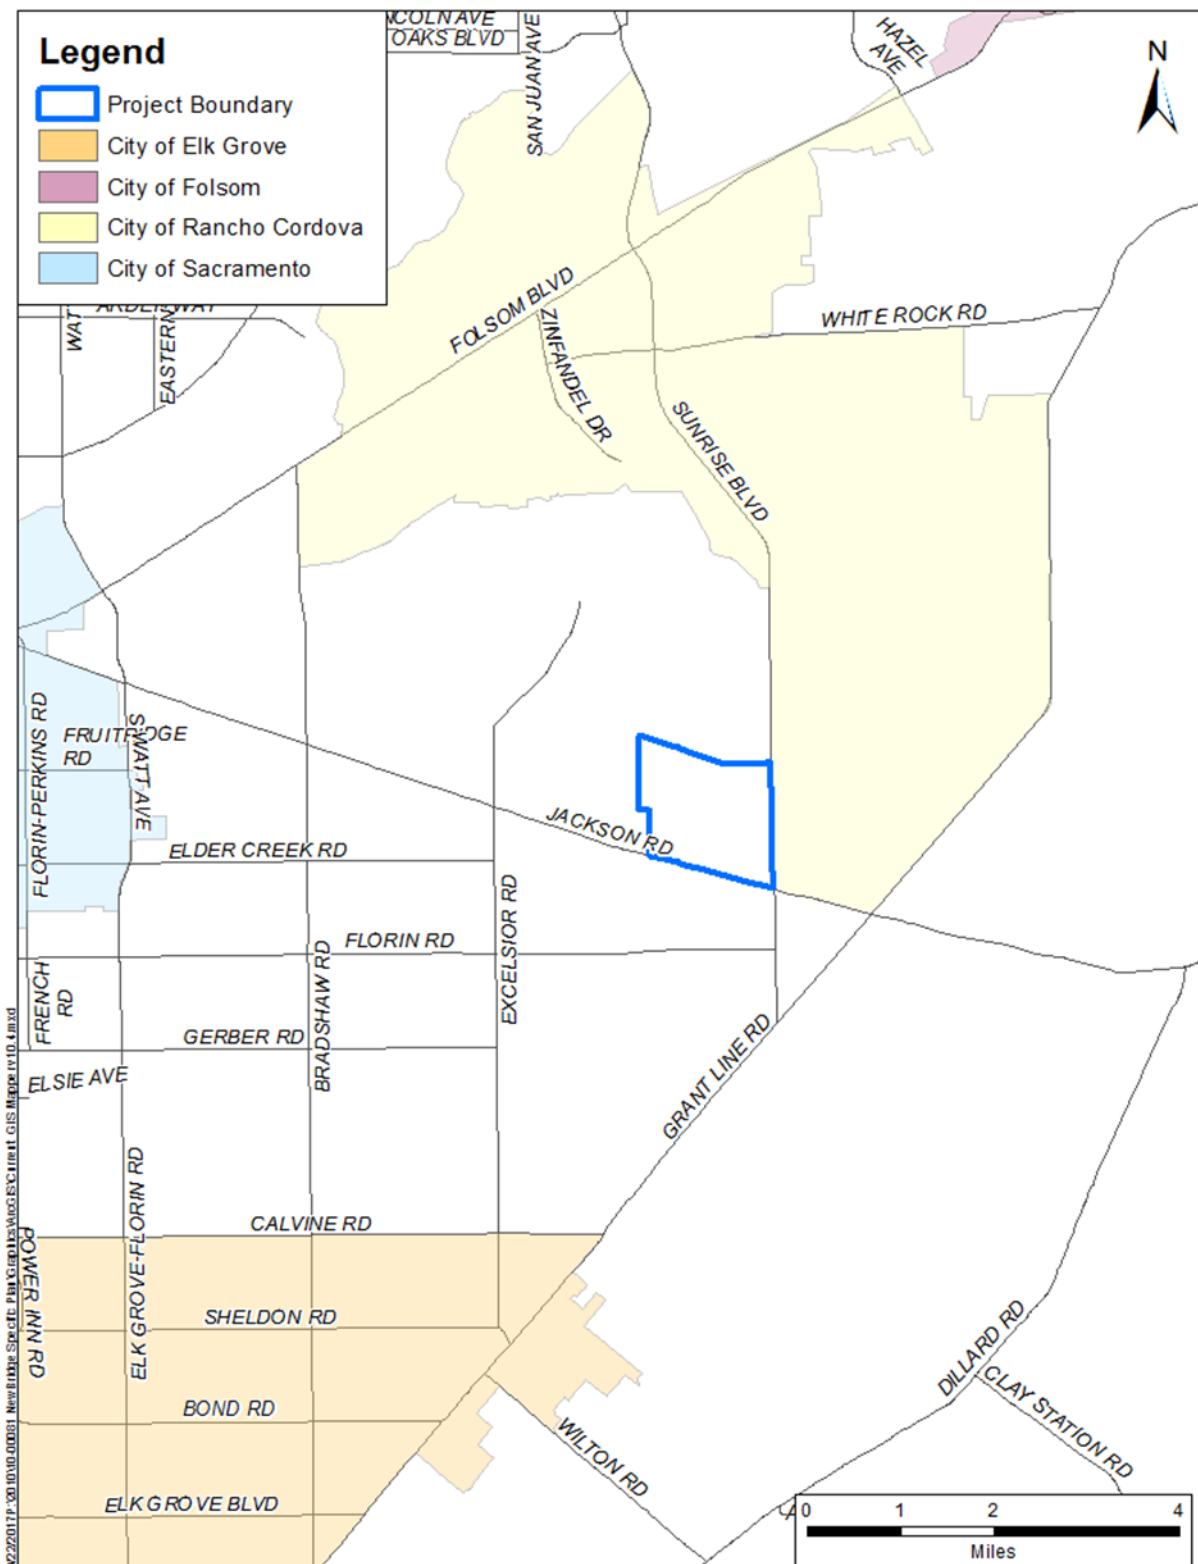 Legend
Project Boundary
City of Elk Grove
City of Folsom
City of Rancho Cordova
City of Sacramento
COLN AVE
OAKS BLVD
SAN JUAN AVE
HAZEL
AVE
N
WAT
EASTERN
FOLSOM BLVD
ZINFANDEL DR
WHITE ROCK RD
SUNRISE BLVD
FLORIN-PERKINS RD
FRUITRIDGE
RD
S WATT AVE
JACKSON RD
ELDER CREEK RD
EXCELSIOR RD
FLORIN RD
FRENCH
RD
BRADSHAW RD
GERBER RD
ELSIE AVE
GRANT LINE RD
ELK GROVE-FLORIN RD
CALVINE RD
POWER INN RD
SHELDON RD
DILLARD RD
CLAY STATION RD
BOND RD
WILTON RD
ELK GROVE BLVD
0 1 2 4
Miles